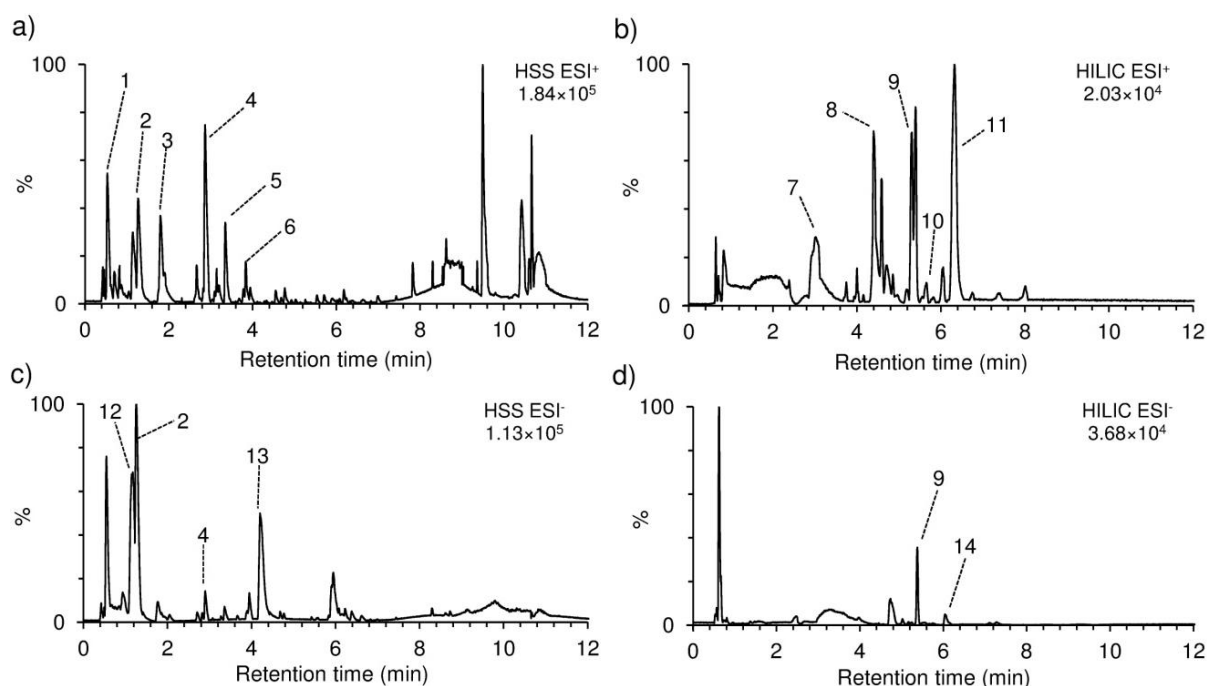 a)
HSS ESI⁺
1.84×10⁵
100
%
0
1
2
3
4
5
6
0 2 4 6 8 10 12
Retention time (min)
b)
HILIC ESI⁺
2.03×10⁴
100
%
0
7
8
9
10
11
0 2 4 6 8 10 12
Retention time (min)
c)
HSS ESI⁻
1.13×10⁵
100
%
0
12
2
4
13
0 2 4 6 8 10 12
Retention time (min)
d)
HILIC ESI⁻
3.68×10⁴
100
%
0
9
14
0 2 4 6 8 10 12
Retention time (min)